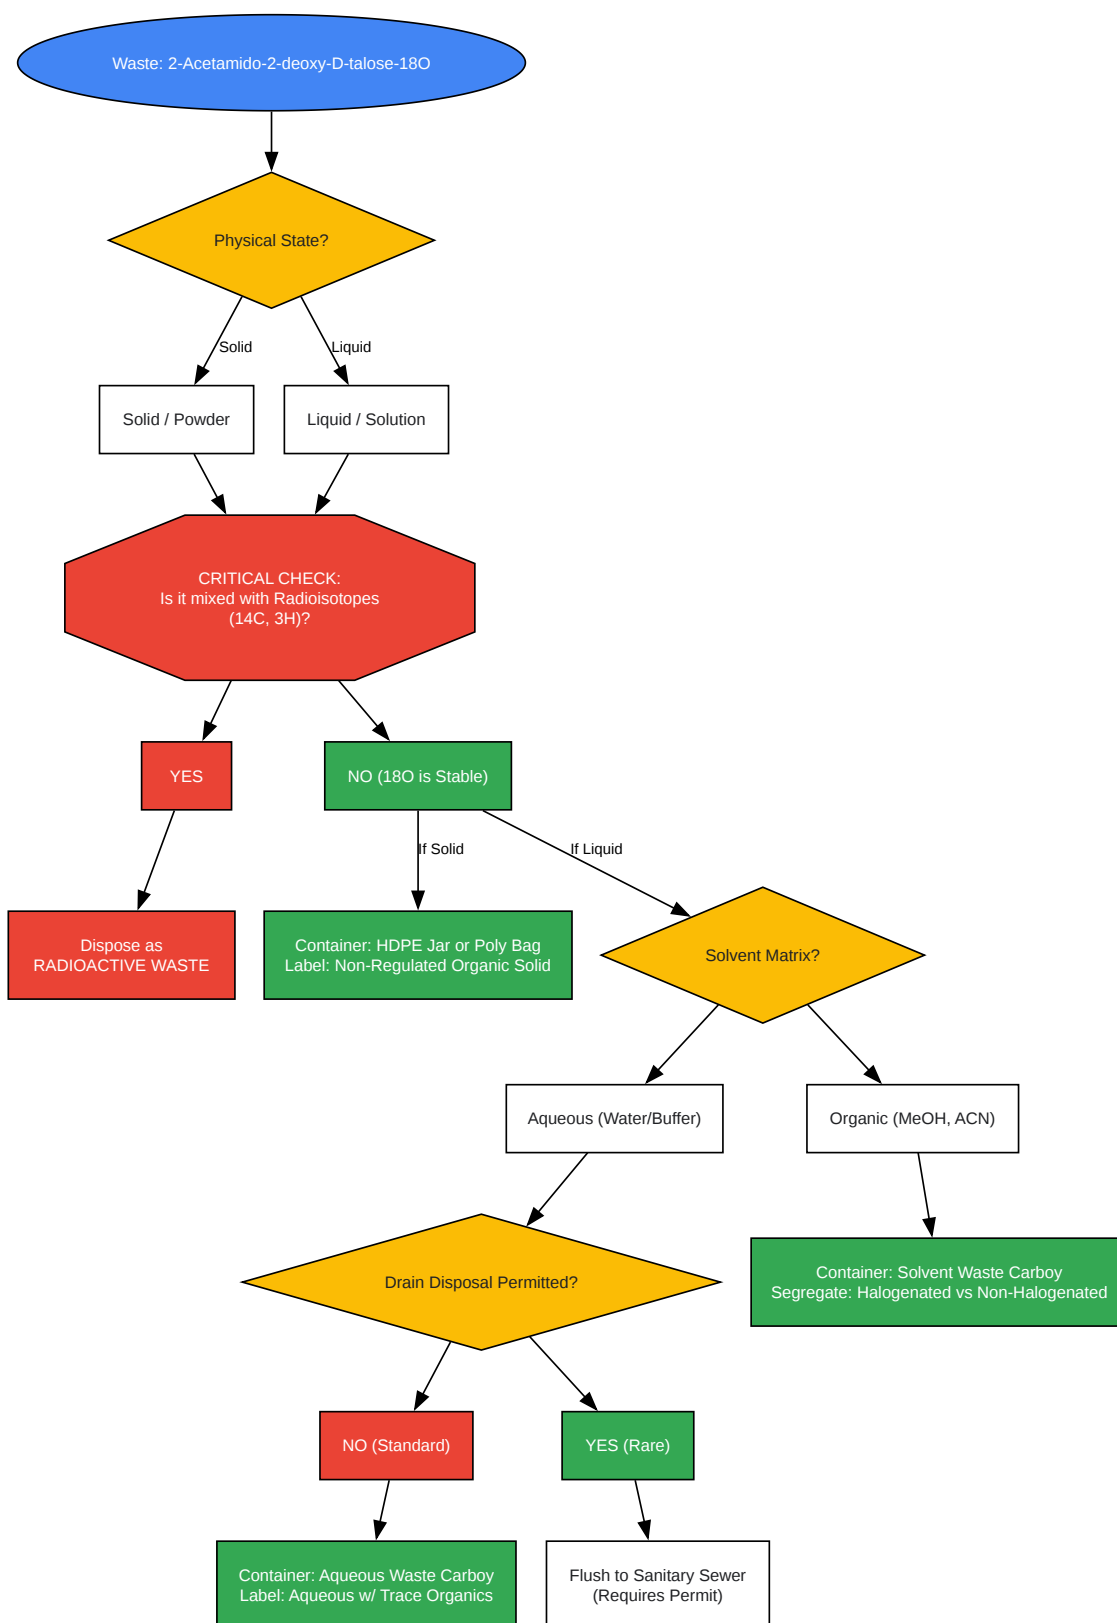 Waste: 2-Acetamido-2-deoxy-D-talose-18O
Physical State?
Solid
Liquid
Solid / Powder
Liquid / Solution
CRITICAL CHECK:
Is it mixed with Radioisotopes
(14C, 3H)?
YES
NO (18O is Stable)
If Solid
If Liquid
Dispose as
RADIOACTIVE WASTE
Container: HDPE Jar or Poly Bag
Label: Non-Regulated Organic Solid
Solvent Matrix?
Aqueous (Water/Buffer)
Organic (MeOH, ACN)
Drain Disposal Permitted?
Container: Solvent Waste Carboy
Segregate: Halogenated vs Non-Halogenated
NO (Standard)
YES (Rare)
Container: Aqueous Waste Carboy
Label: Aqueous w/ Trace Organics
Flush to Sanitary Sewer
(Requires Permit)